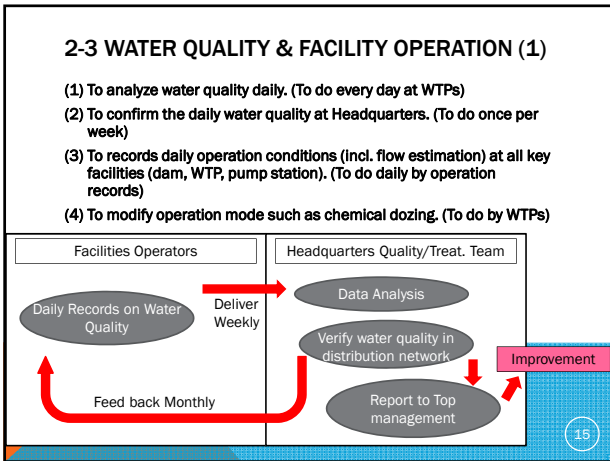 2-3 WATER QUALITY & FACILITY OPERATION (1)
(1) To analyze water quality daily. (To do every day at WTPs)
(2) To confirm the daily water quality at Headquarters. (To do once per
week)
(3) To records daily operation conditions (incl. flow estimation) at all key
facilities (dam, WTP, pump station). (To do daily by operation
records)
(4) To modify operation mode such as chemical dozing. (To do by WTPs)
Facilities Operators
Headquarters Quality/Treat. Team
Daily Records on Water
Quality
Deliver
Weekly
Data Analysis
Verify water quality in
distribution network
Improvement
Feed back Monthly
Report to Top
management
15